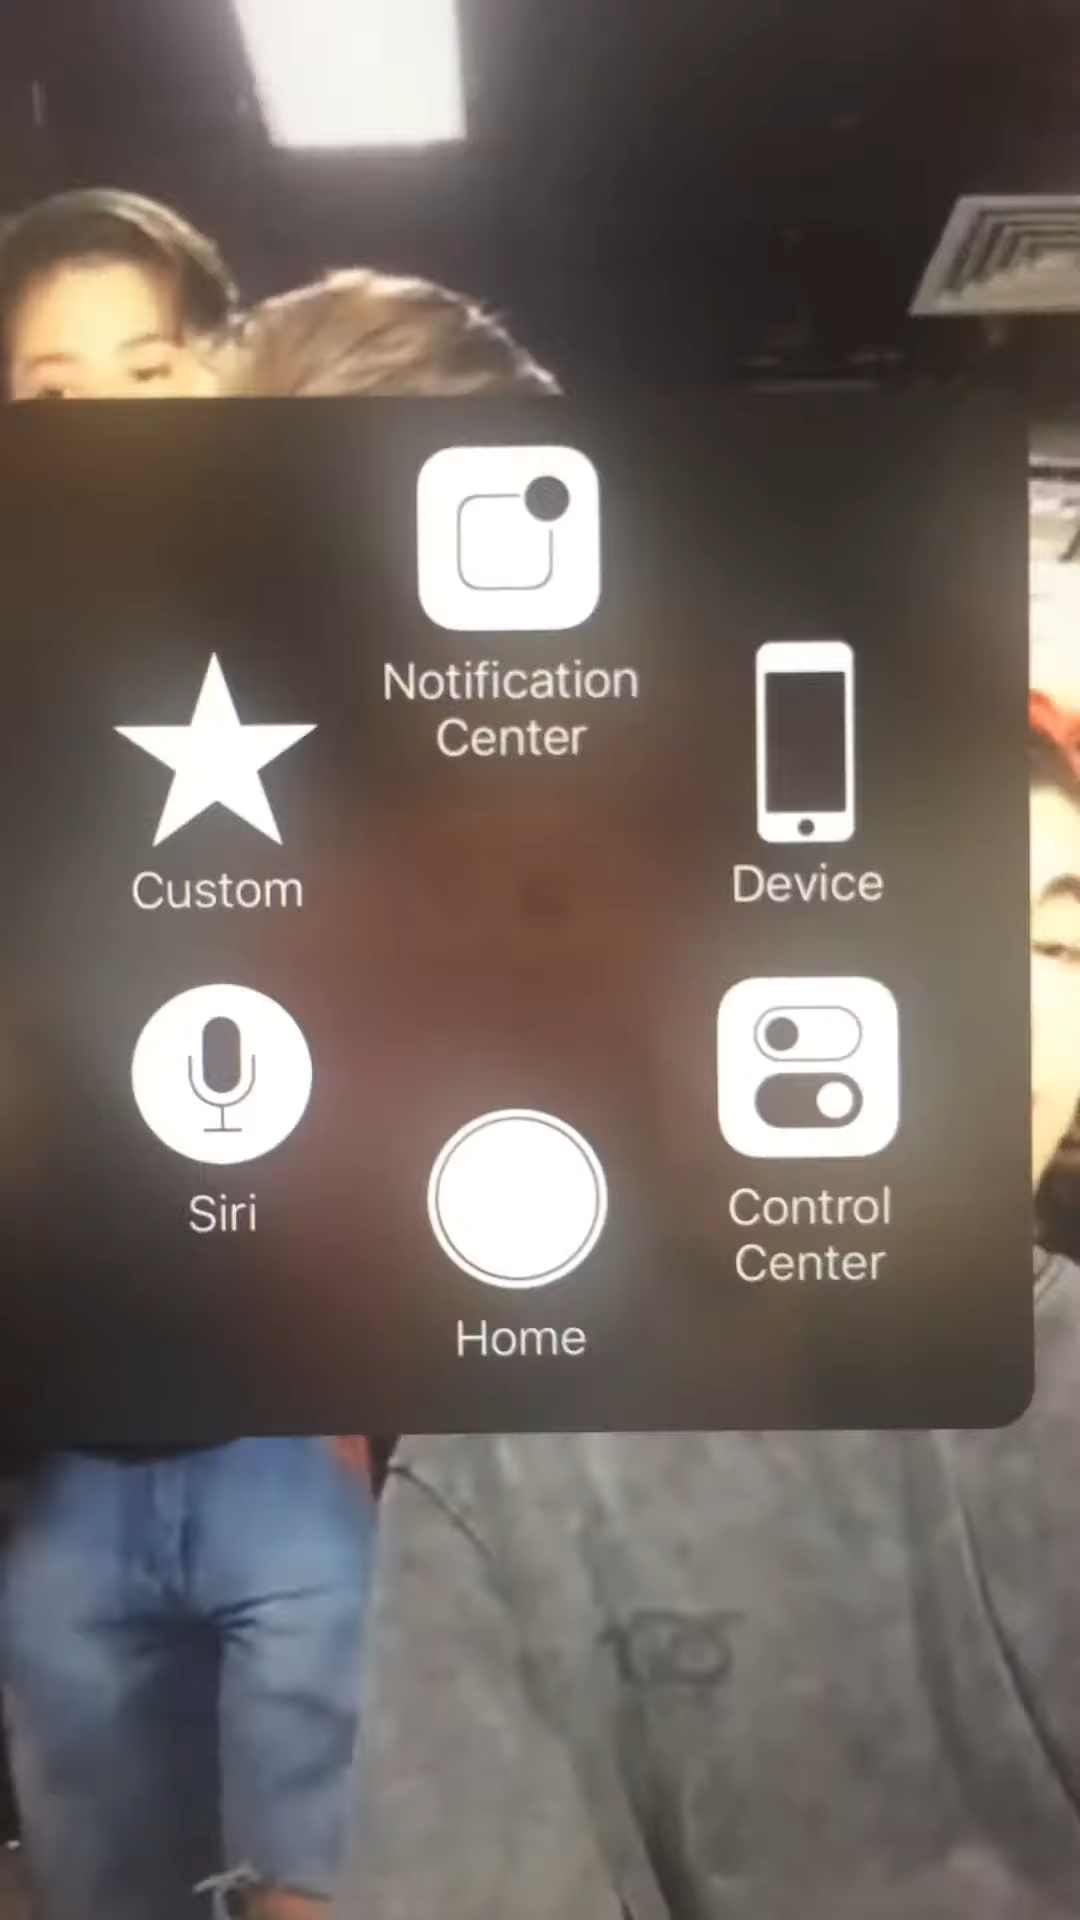 Notification
Center
Custom
Device
Siri
Control
Center
Home